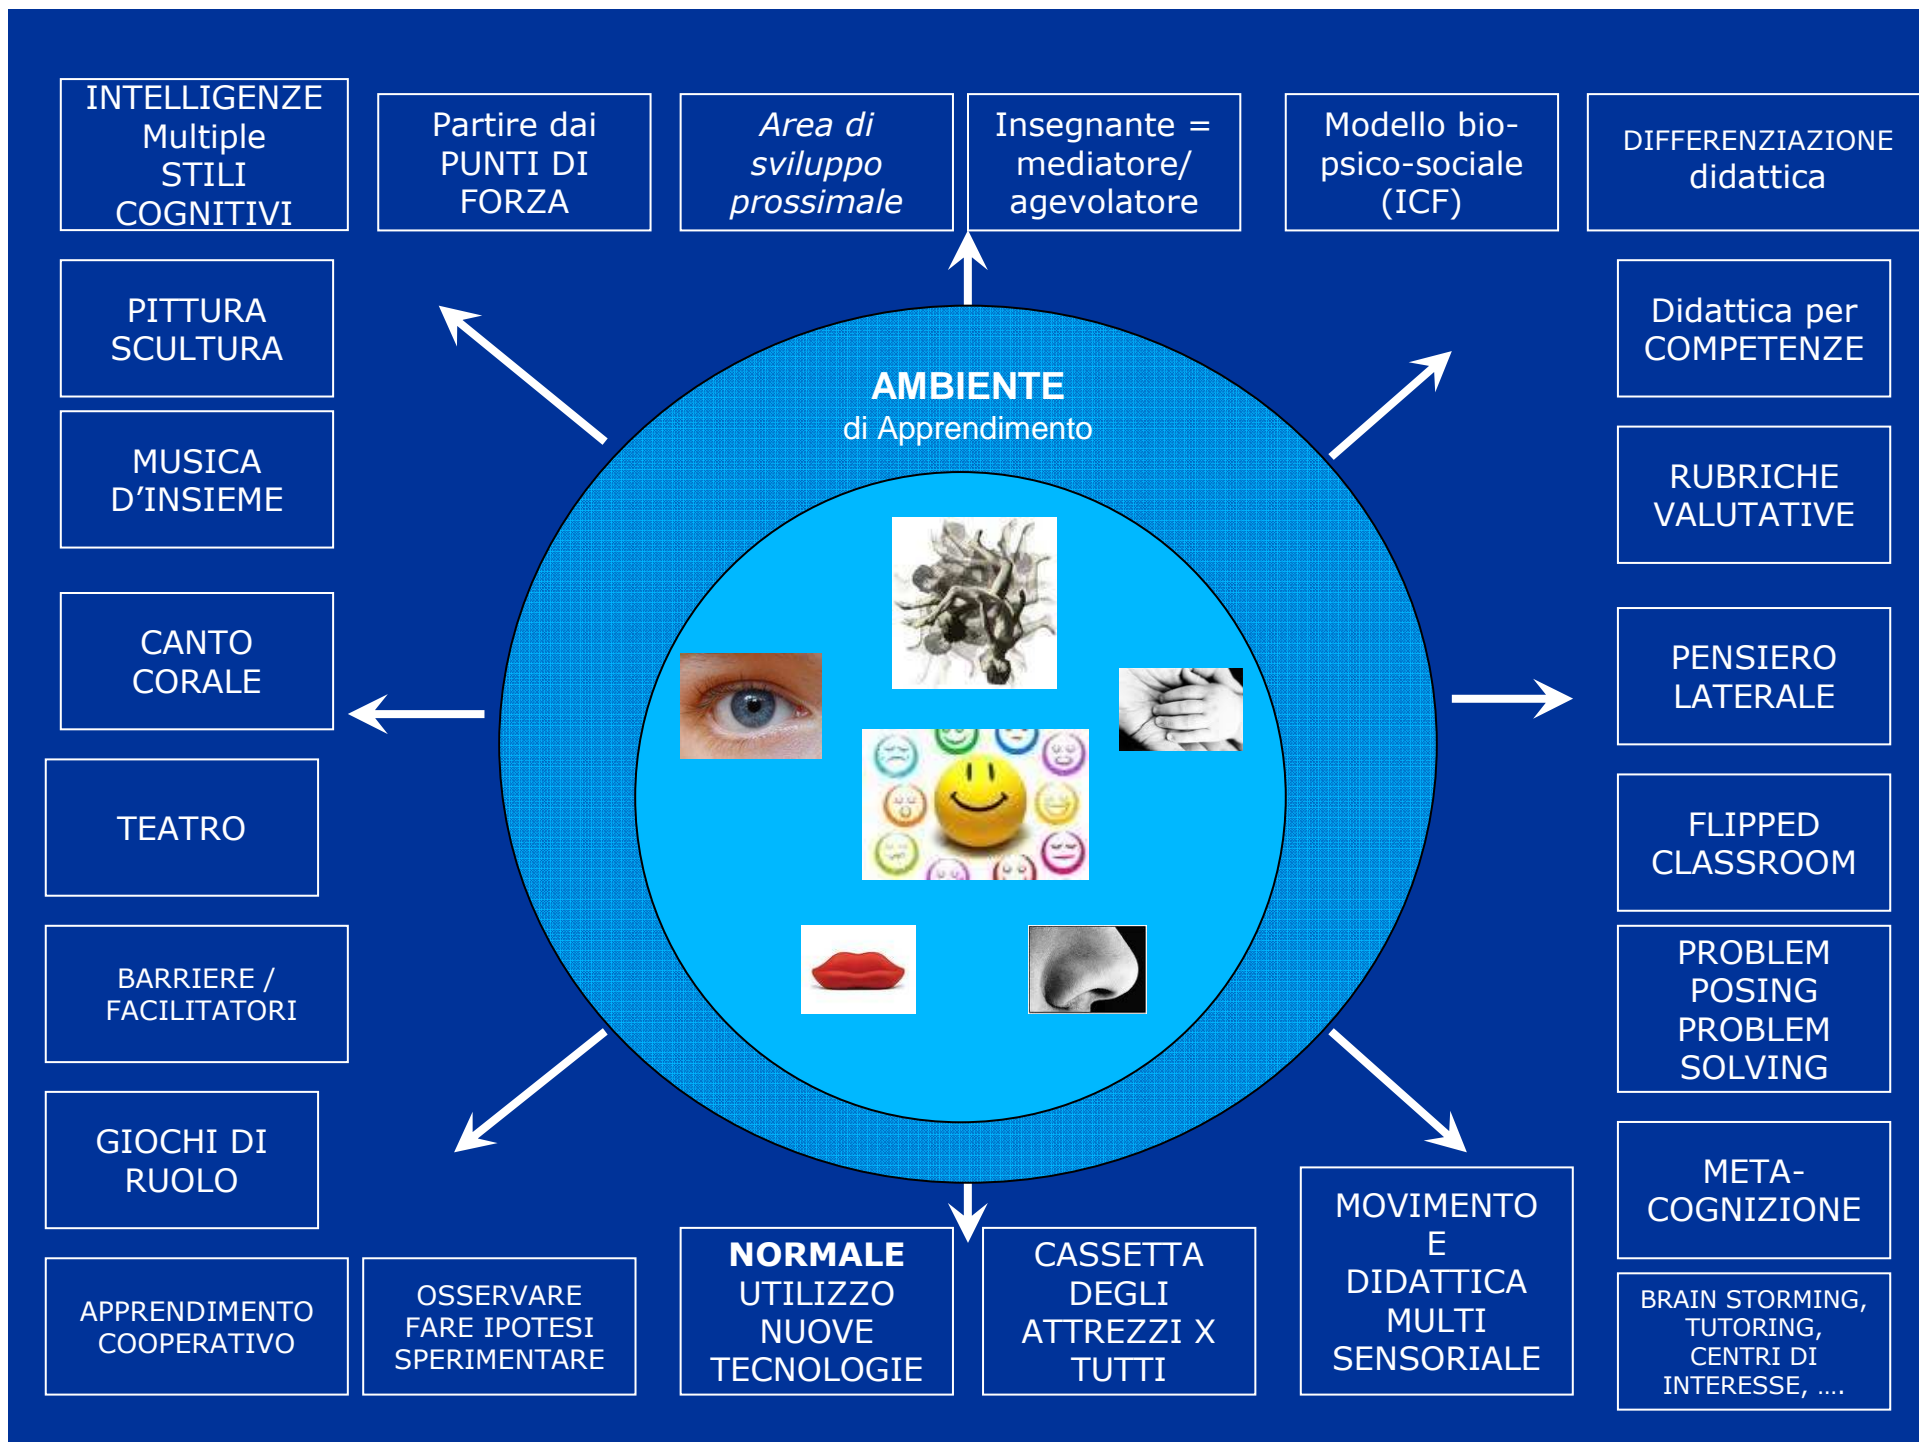 INTELLIGENZE
Multiple
STILI
COGNITIVI
Partire dai
PUNTI DI
FORZA
Area di
sviluppo
prossimale
Insegnante =
mediatore/
agevolatore
Modello bio-
psico-sociale
(ICF)
DIFFERENZIAZIONE
didattica
PITTURA
SCULTURA
MUSICA
D’INSIEME
CANTO
CORALE
TEATRO
BARRIERE /
FACILITATORI
GIOCHI DI
RUOLO
AMBIENTE
di Apprendimento
Didattica per
COMPETENZE
RUBRICHE
VALUTATIVE
PENSIERO
LATERALE
FLIPPED
CLASSROOM
PROBLEM
POSING
PROBLEM
SOLVING
META-
COGNIZIONE
APPRENDIMENTO
COOPERATIVO
OSSERVARE
FARE IPOTESI
SPERIMENTARE
NORMALE
UTILIZZO
NUOVE
TECNOLOGIE
CASSETTA
DEGLI
ATTREZZI X
TUTTI
MOVIMENTO
E
DIDATTICA
MULTI
SENSORIALE
BRAIN STORMING,
TUTORING,
CENTRI DI
INTERESSE, ….